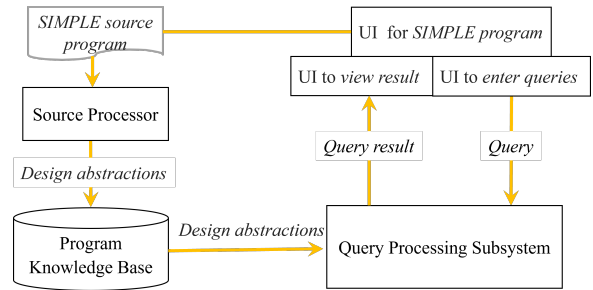 SIMPLE source
program
UI for SIMPLE program
UI to view result
UI to enter queries
Source Processor
Query result
Query
Design abstractions
Design abstractions
Program
Knowledge Base
Query Processing Subsystem